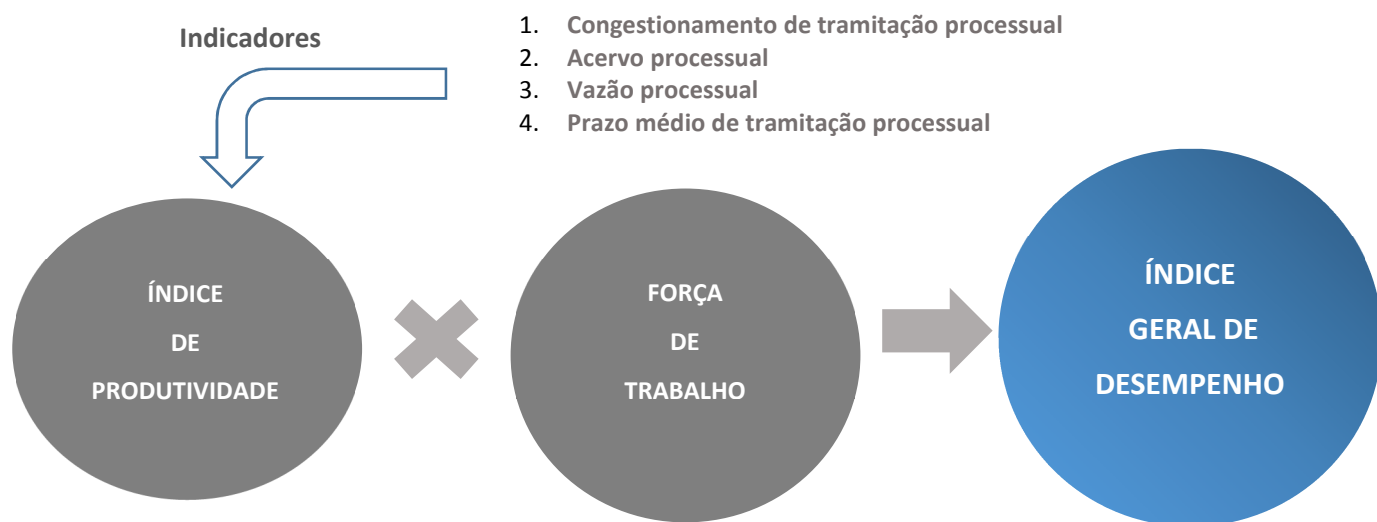 Indicadores
1. Congestionamento de tramitação processual
2. Acervo processual
3. Vazão processual
4. Prazo médio de tramitação processual
ÍNDICE
DE
PRODUTIVIDADE
FORÇA
DE
TRABALHO
ÍNDICE
GERAL DE
DESEMPENHO